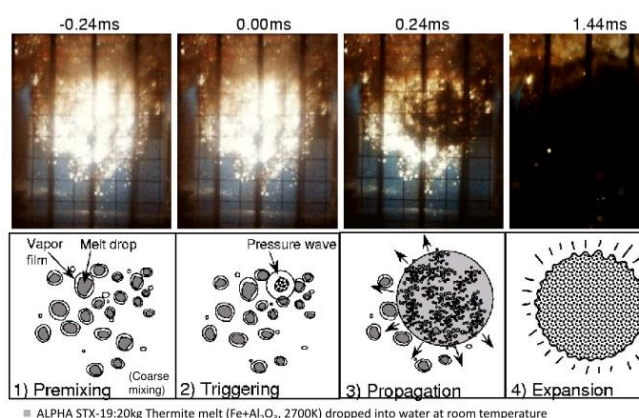 -0.24ms 0.00ms 0.24ms 1.44ms
Vapor film
Melt drop
Pressure wave
(Coarse mixing)
1) Premixing 2) Triggering 3) Propagation 4) Expansion
ALPHA STX-19:20kg Thermite melt (Fe+Al₂O₃, 2700K) dropped into water at room temperature